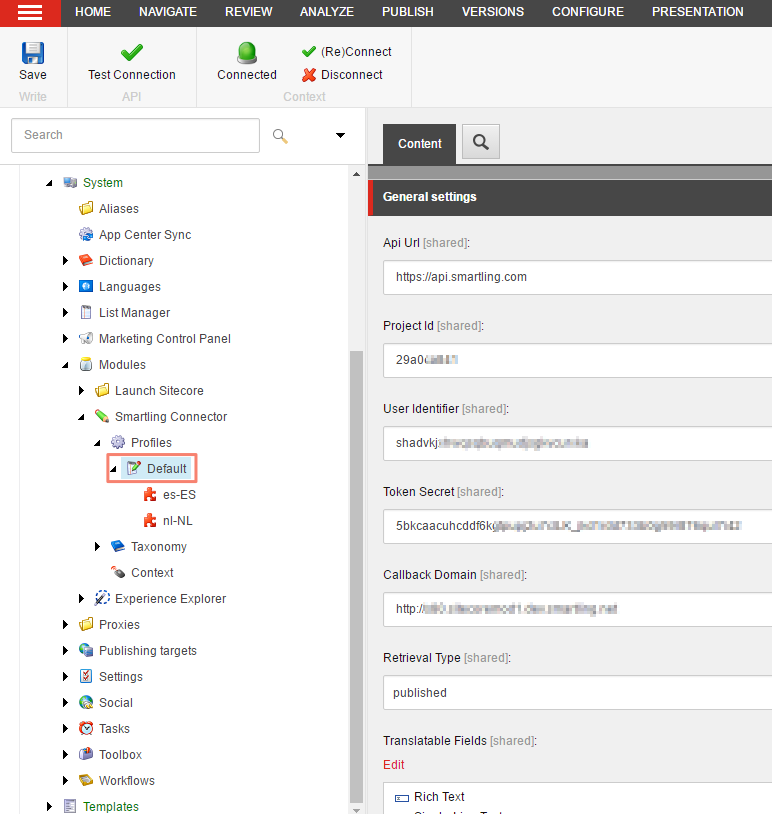 HOME NAVIGATE REVIEW ANALYZE PUBLISH VERSIONS CONFIGURE PRESENTATION
Save
Write
Test Connection
API
Connected
(Re)Connect
Disconnect
Context
Search
System
Aliases
App Center Sync
Dictionary
Languages
List Manager
Marketing Control Panel
Modules
Launch Sitecore
Smartling Connector
Profiles
Default
es-ES
nl-NL
Taxonomy
Context
Experience Explorer
Proxies
Publishing targets
Settings
Social
Tasks
Toolbox
Workflows
Templates
Content
General settings
Api Url [shared]:
https://api.smartling.com
Project Id [shared]:
29a0
User Identifier [shared]:
shadvkj
Token Secret [shared]:
5bkcaacuhcddf6k
Callback Domain [shared]:
http:/
Retrieval Type [shared]:
published
Translatable Fields [shared]:
Edit
Rich Text